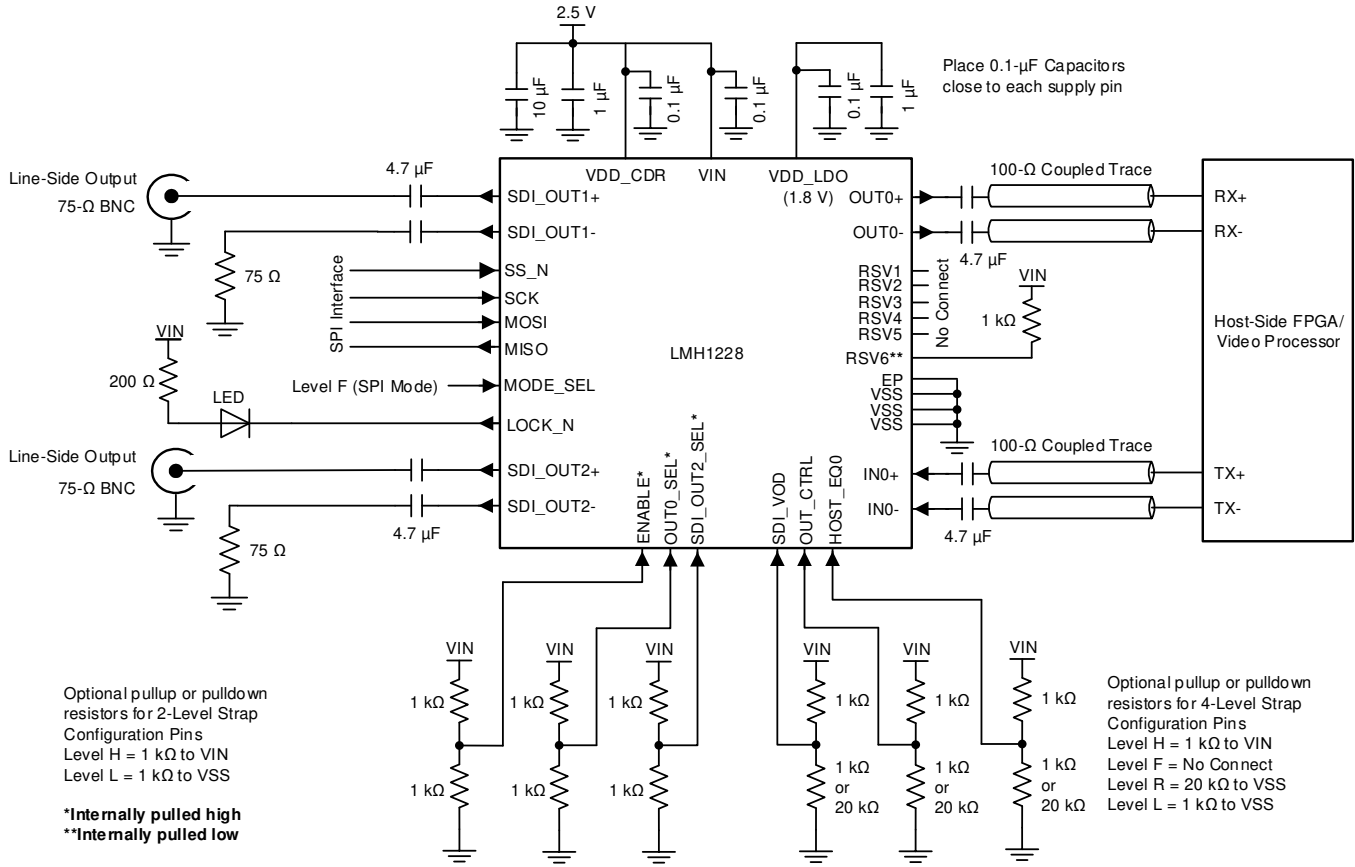 2.5 V
10 µF
1 µF
0.1 µF
0.1 µF
0.1 µF
1 µF
Place 0.1-µF Capacitors
close to each supply pin
Line-Side Output
75-Ω BNC
4.7 µF
75 Ω
SPI Interface
VIN
200 Ω
LED
Level F (SPI Mode)
Line-Side Output
75-Ω BNC
4.7 µF
75 Ω
VDD_CDR
VIN
VDD_LDO
(1.8 V)
SDI_OUT1+
SDI_OUT1-
SS_N
SCK
MOSI
MISO
MODE_SEL
LOCK_N
SDI_OUT2+
SDI_OUT2-
LMH1228
OUT0+
OUT0-
RSV1
RSV2
RSV3
RSV4
RSV5
RSV6**
EP
VSS
VSS
VSS
IN0+
IN0-
ENABLE*
OUT0_SEL*
SDI_OUT2_SEL*
SDI_VOD
OUT_CTRL
HOST_EQ0
100-Ω Coupled Trace
4.7 µF
No Connect
VIN
1 kΩ
100-Ω Coupled Trace
4.7 µF
RX+
RX-
Host-Side FPGA/
Video Processor
TX+
TX-
VIN
1 kΩ
1 kΩ
VIN
1 kΩ
1 kΩ
VIN
1 kΩ
1 kΩ
VIN
1 kΩ
1 kΩ
or
20 kΩ
VIN
1 kΩ
1 kΩ
or
20 kΩ
VIN
1 kΩ
1 kΩ
or
20 kΩ
Optional pullup or pulldown
resistors for 2-Level Strap
Configuration Pins
Level H = 1 kΩ to VIN
Level L = 1 kΩ to VSS
*Internally pulled high
**Internally pulled low
Optional pullup or pulldown
resistors for 4-Level Strap
Configuration Pins
Level H = 1 kΩ to VIN
Level F = No Connect
Level R = 20 kΩ to VSS
Level L = 1 kΩ to VSS